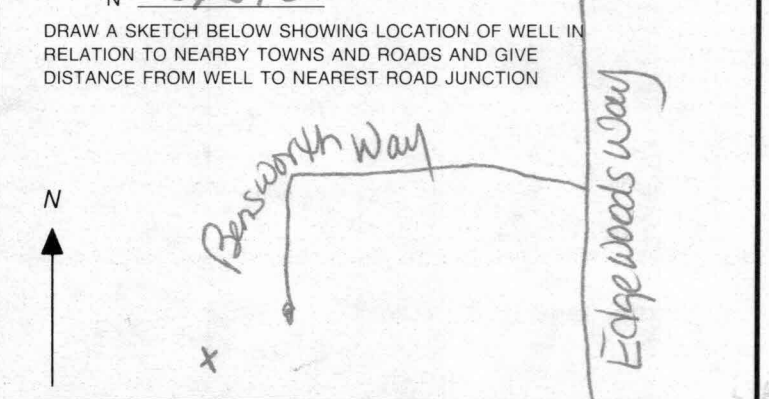 N
DRAW A SKETCH BELOW SHOWING LOCATION OF WELL IN
RELATION TO NEARBY TOWNS AND ROADS AND GIVE
DISTANCE FROM WELL TO NEAREST ROAD JUNCTION
Bensworth Way
Edgewoods Way
N
x